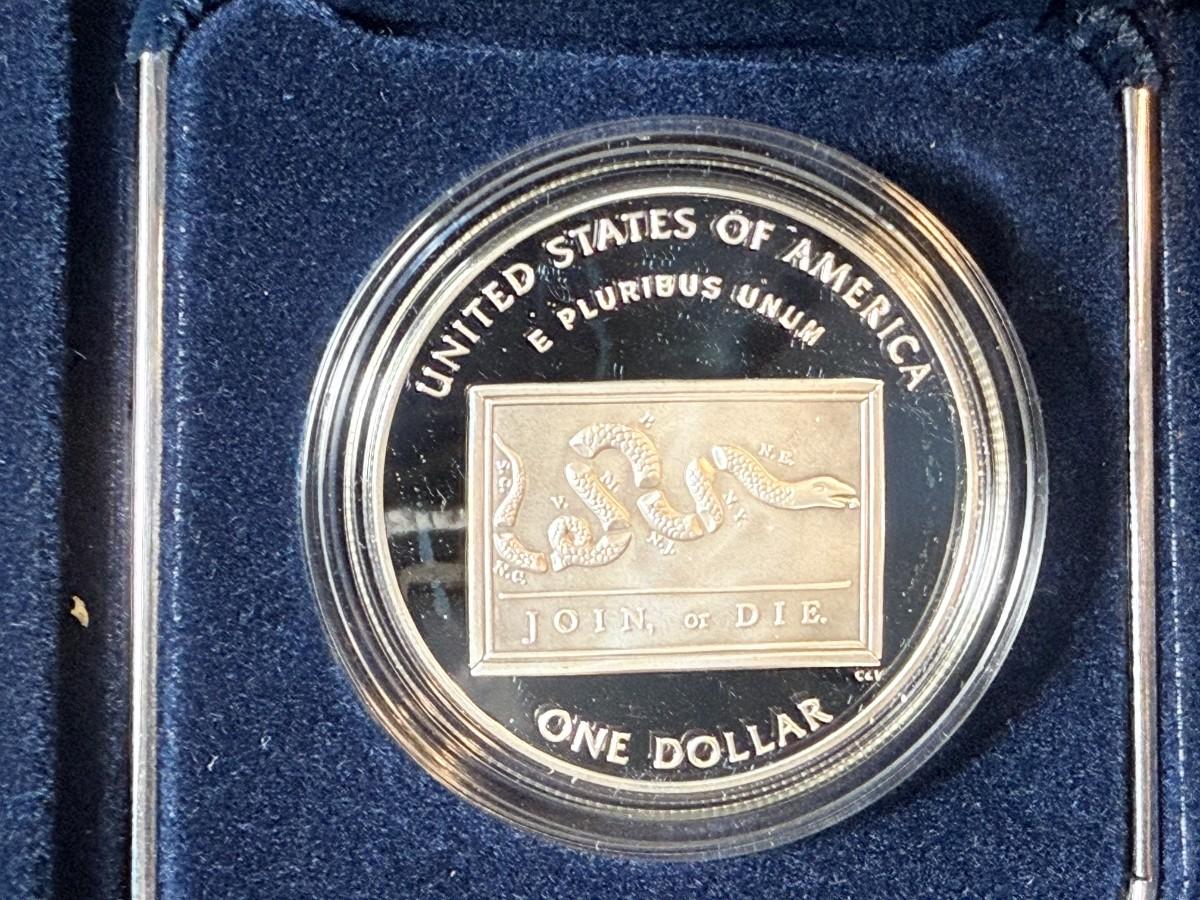 UNITED STATES OF AMERICA
E PLURIBUS UNUM
P.
N.E.
S.C.
M.
V.
N.Y.
N.J.
N.C.
JOIN, or DIE.
ONE DOLLAR